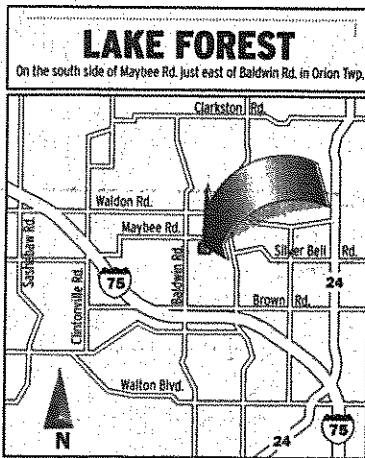 LAKE FOREST
On the south side of Maybee Rd. just east of Baldwin Rd. in Orion Twp.
Clarkston Rd.
Waldon Rd.
Maybee Rd.
Sashabaw Rd.
Silver Bell Rd.
75
Clintonville Rd.
Baldwin Rd.
24
Brown Rd.
Walton Blvd.
N
24
75